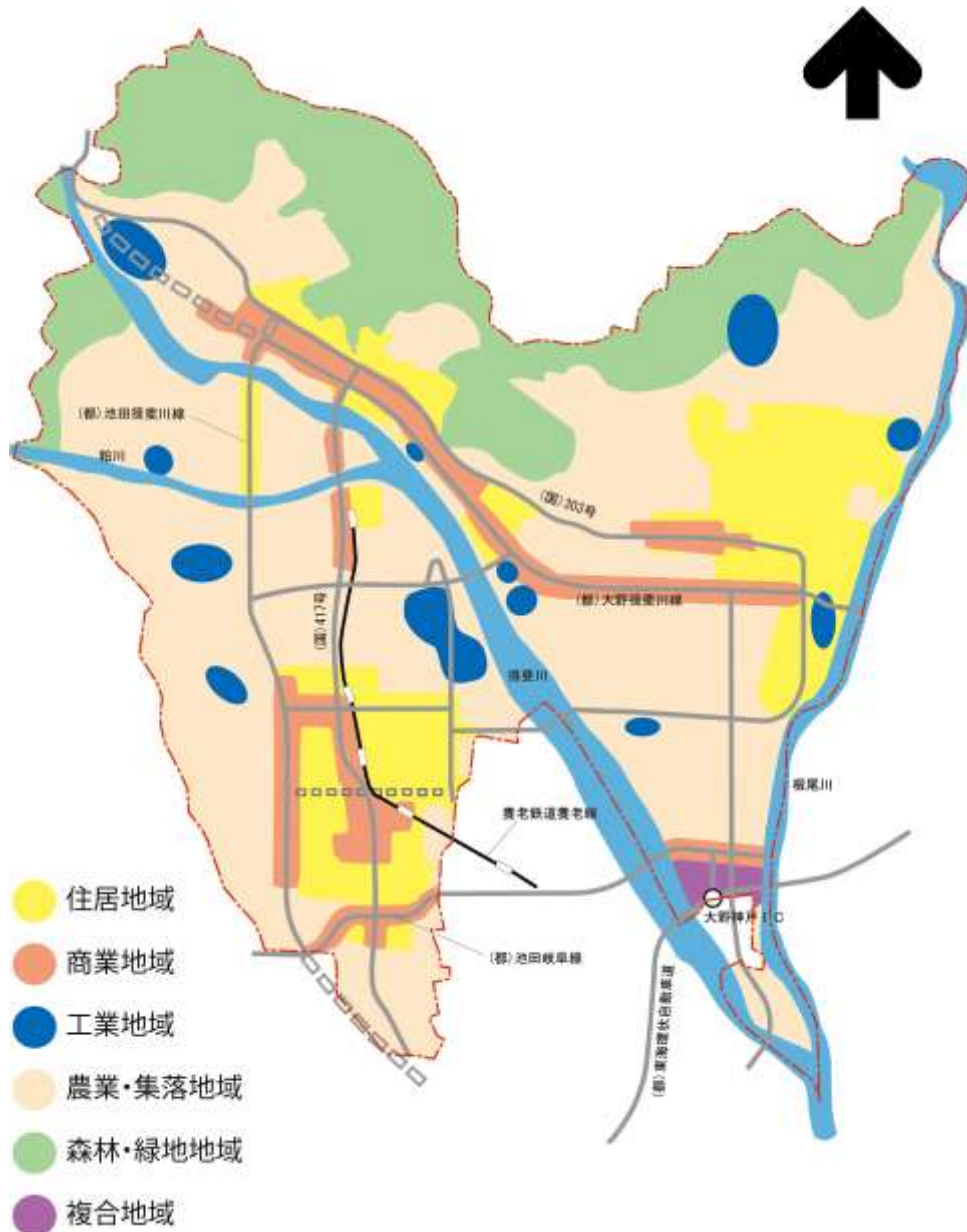 (都)池田揖斐川線
粕川
(国)303号
(国)417号
(都)大野揖斐川線
揖斐川
根尾川
養老鉄道養老線
大野神戸IC
(都)池田岐阜線
(都)東海環状自動車道
住居地域
商業地域
工業地域
農業・集落地域
森林・緑地地域
複合地域